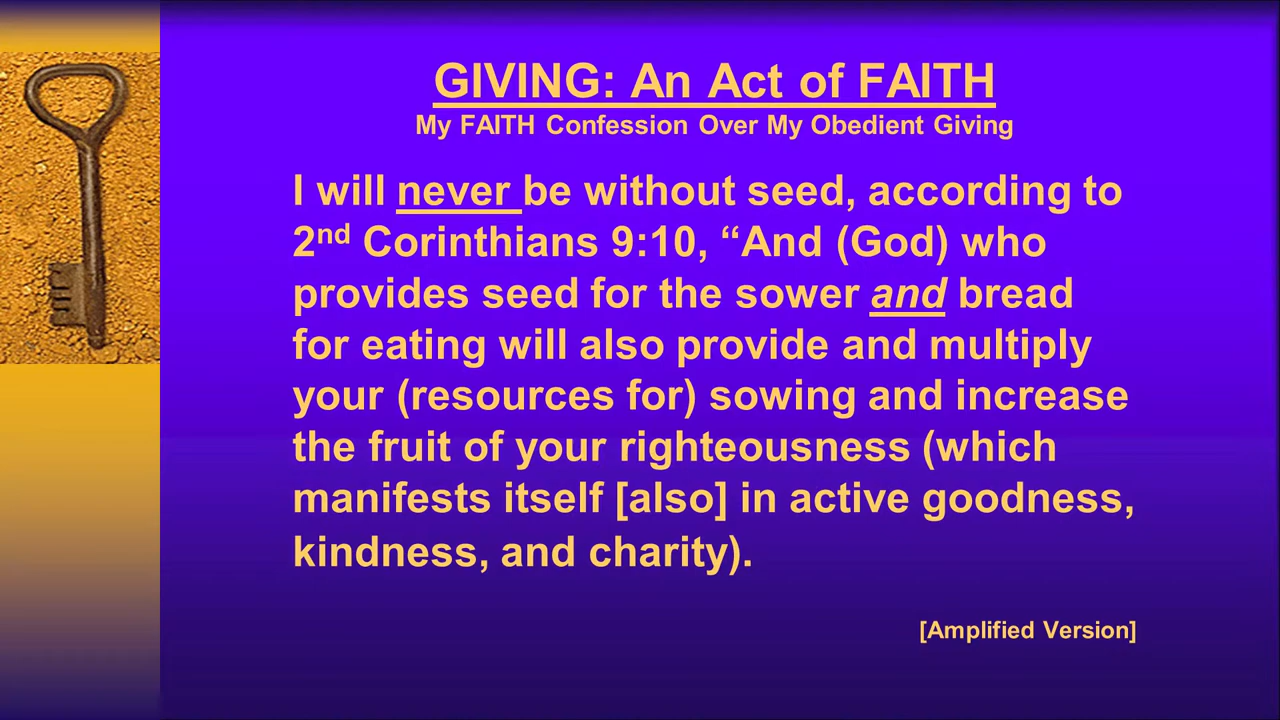 GIVING: An Act of FAITH
My FAITH Confession Over My Obedient Giving
I will never be without seed, according to
2nd Corinthians 9:10, “And (God) who
provides seed for the sower and bread
for eating will also provide and multiply
your (resources for) sowing and increase
the fruit of your righteousness (which
manifests itself [also] in active goodness,
kindness, and charity).
[Amplified Version]